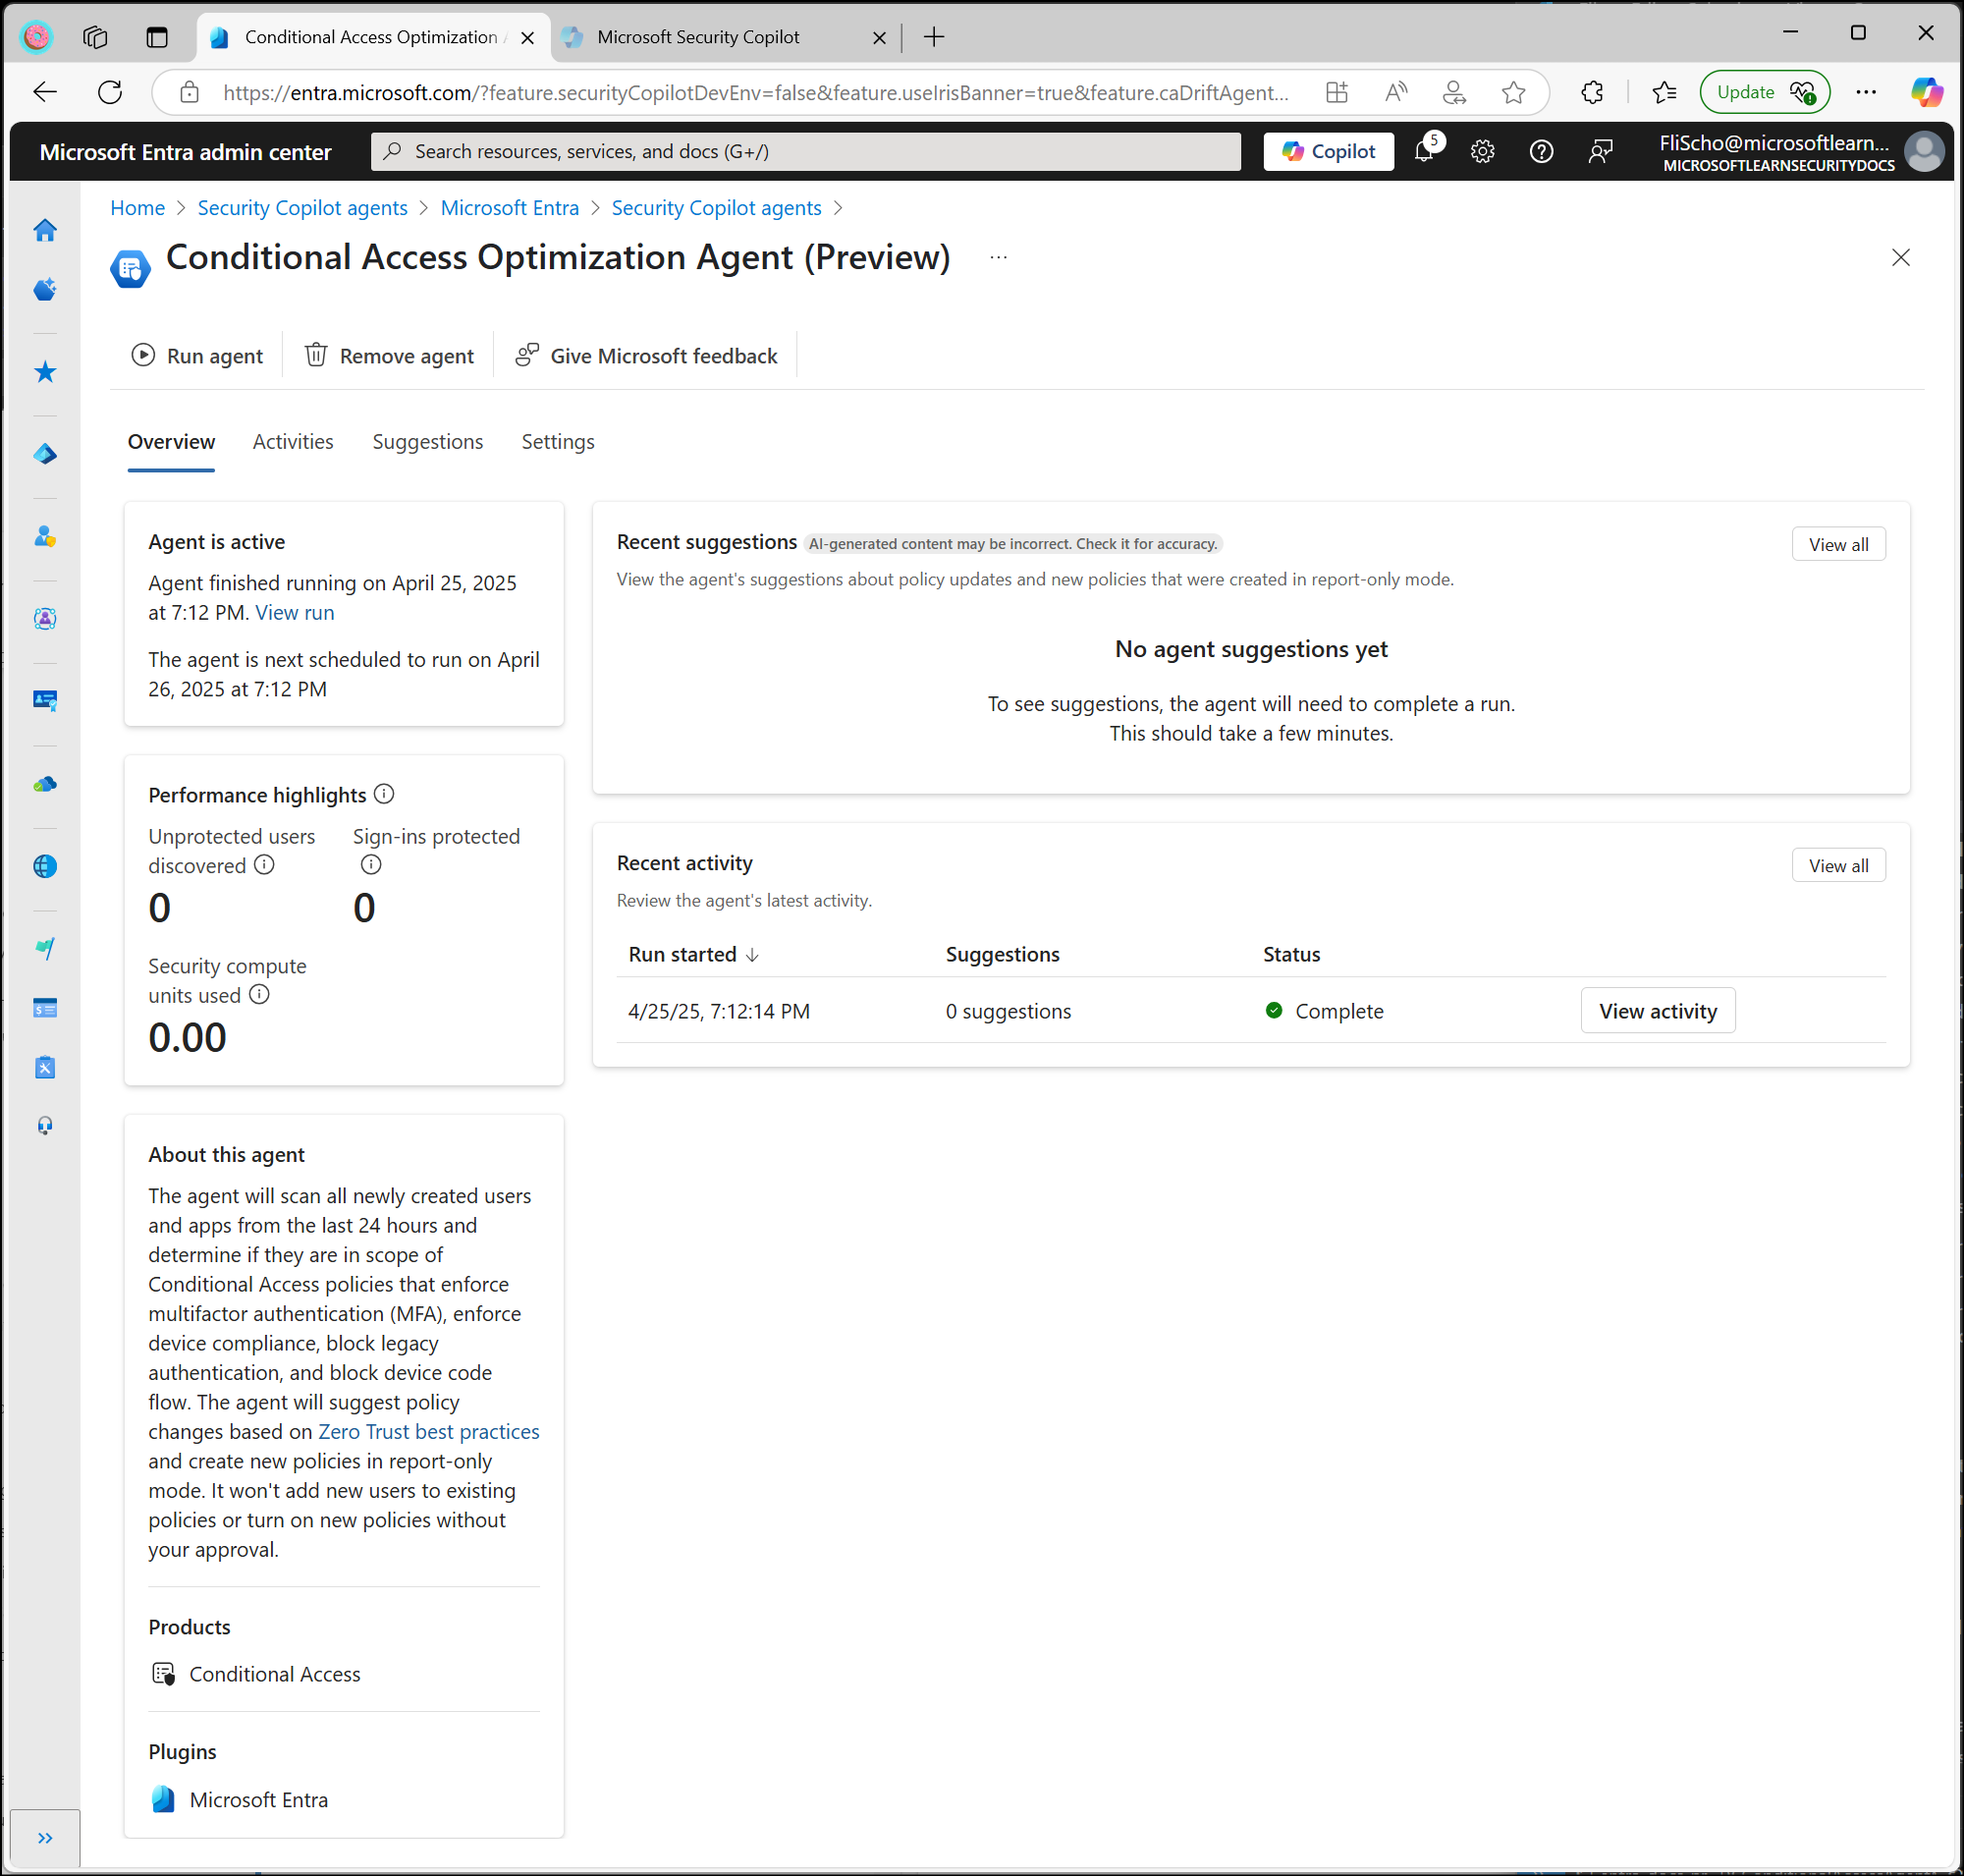 Conditional Access Optimization
Microsoft Security Copilot
https://entra.microsoft.com/?feature.securityCopilotDevEnv=false&feature.useIrisBanner=true&feature.caDriftAgent...
Update
Microsoft Entra admin center
Search resources, services, and docs (G+/)
Copilot
5
FliScho@microsoftlearn...
MICROSOFTLEARNSECURITYDOCS
Home > Security Copilot agents > Microsoft Entra > Security Copilot agents >
Conditional Access Optimization Agent (Preview) ...
Run agent
Remove agent
Give Microsoft feedback
Overview
Activities
Suggestions
Settings
Agent is active
Agent finished running on April 25, 2025
at 7:12 PM. View run
The agent is next scheduled to run on April
26, 2025 at 7:12 PM
Performance highlights
Unprotected users
discovered
0
Sign-ins protected
0
Security compute
units used
0.00
About this agent
The agent will scan all newly created users
and apps from the last 24 hours and
determine if they are in scope of
Conditional Access policies that enforce
multifactor authentication (MFA), enforce
device compliance, block legacy
authentication, and block device code
flow. The agent will suggest policy
changes based on Zero Trust best practices
and create new policies in report-only
mode. It won't add new users to existing
policies or turn on new policies without
your approval.
Products
Conditional Access
Plugins
Microsoft Entra
Recent suggestions AI-generated content may be incorrect. Check it for accuracy.
View all
View the agent's suggestions about policy updates and new policies that were created in report-only mode.
No agent suggestions yet
To see suggestions, the agent will need to complete a run.
This should take a few minutes.
Recent activity
View all
Review the agent's latest activity.
Run started ↓ Suggestions Status
4/25/25, 7:12:14 PM 0 suggestions Complete View activity